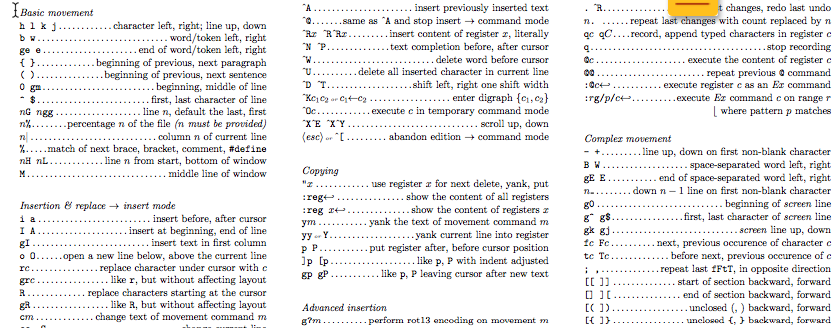 Basic movement
h l k j............character left, right; line up, down
b w........................word/token left, right
ge e......................end of word/token left, right
{ }..............beginning of previous, next paragraph
( )...............beginning of previous, next sentence
0 gm........................beginning, middle of line
^ $........................first, last character of line
nG ngg....................line n, default the last, first
n%........percentage n of the file (n must be provided)
n|..........................column n of current line
%.....match of next brace, bracket, comment, #define
nH nL............line n from start, bottom of window
M..............................middle line of window
Insertion & replace → insert mode
i a..........................insert before, after cursor
I A.....................insert at beginning, end of line
gI............................insert text in first column
o O......open a new line below, above the current line
rc................replace character under cursor with c
grc.................like r, but without affecting layout
R.............replace characters starting at the cursor
gR.................like R, but without affecting layout
cm..................change text of movement command m
^A.........................insert previously inserted text
^@.......same as ^A and stop insert → command mode
^Rx ^R^Rx..........insert content of register x, literally
^N ^P.................text completion before, after cursor
^W...............................delete word before cursor
^U...........delete all inserted character in current line
^D ^T........................shift left, right one shift width
^Kc1c2 or c1←c2.................enter digraph {c1, c2}
^Oc..................execute c in temporary command mode
^X^E ^X^Y.............................scroll up, down
⟨esc⟩ or ^[.............abandon edition → command mode
Copying
"x..............use register x for next delete, yank, put
:reg↩...................show the content of all registers
:reg x↩..................show the content of registers x
ym................yank the text of movement command m
yy or Y......................yank current line into register
p P...............put register after, before cursor position
]p [p.......................like p, P with indent adjusted
gp gP...............like p, P leaving cursor after new text
Advanced insertion
g?m............perform rot13 encoding on movement m
. ^R t changes, redo last undo
n. ......repeat last changes with count replaced by n
qc qC....record, append typed characters in register c
q.......................................stop recording
@c........................execute the content of register c
@@..........................repeat previous @ command
:@c↩...............execute register c as an Ex command
:rg/p/c↩...........execute Ex command c on range r
⌊ where pattern p matches
Complex movement
- +..........line up, down on first non-blank character
B W.....................space-separated word left, right
gE E.............end of space-separated word left, right
n_.........down n − 1 line on first non-blank character
g0..............................beginning of screen line
g^ g$...................first, last character of screen line
gk gj..............................screen line up, down
fc Fc..........next, previous occurence of character c
tc Tc.............before next, previous occurence of c
; ,.................repeat last fFtT, in opposite direction
[[ ]]....................start of section backward, forward
[] ][.....................end of section backward, forward
[( ])...................unclosed (, ) backward, forward
[{ ]}...................unclosed {, } backward, forward